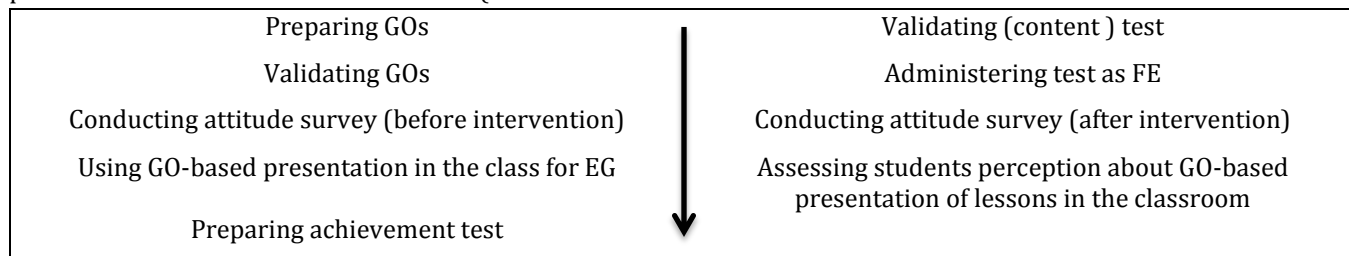 Preparing GOs
Validating GOs
Conducting attitude survey (before intervention)
Using GO-based presentation in the class for EG
Preparing achievement test
Validating (content ) test
Administering test as FE
Conducting attitude survey (after intervention)
Assessing students perception about GO-based
presentation of lessons in the classroom